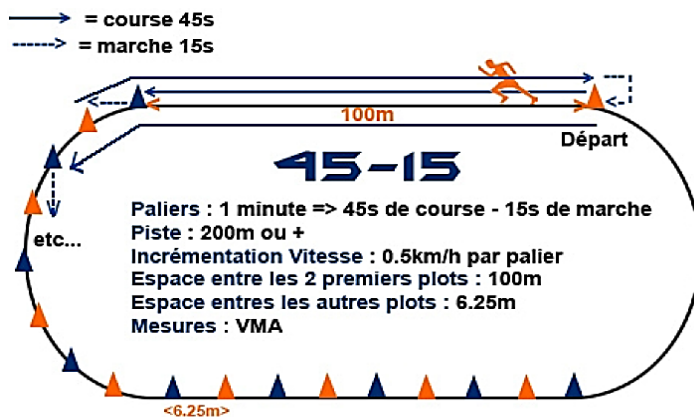 = course 45s
= marche 15s
100m
Départ
45-15
Paliers : 1 minute => 45s de course - 15s de marche
Piste : 200m ou +
Incrémentation Vitesse : 0.5km/h par palier
Espace entre les 2 premiers plots : 100m
Espace entres les autres plots : 6.25m
Mesures : VMA
etc...
<6.25m>